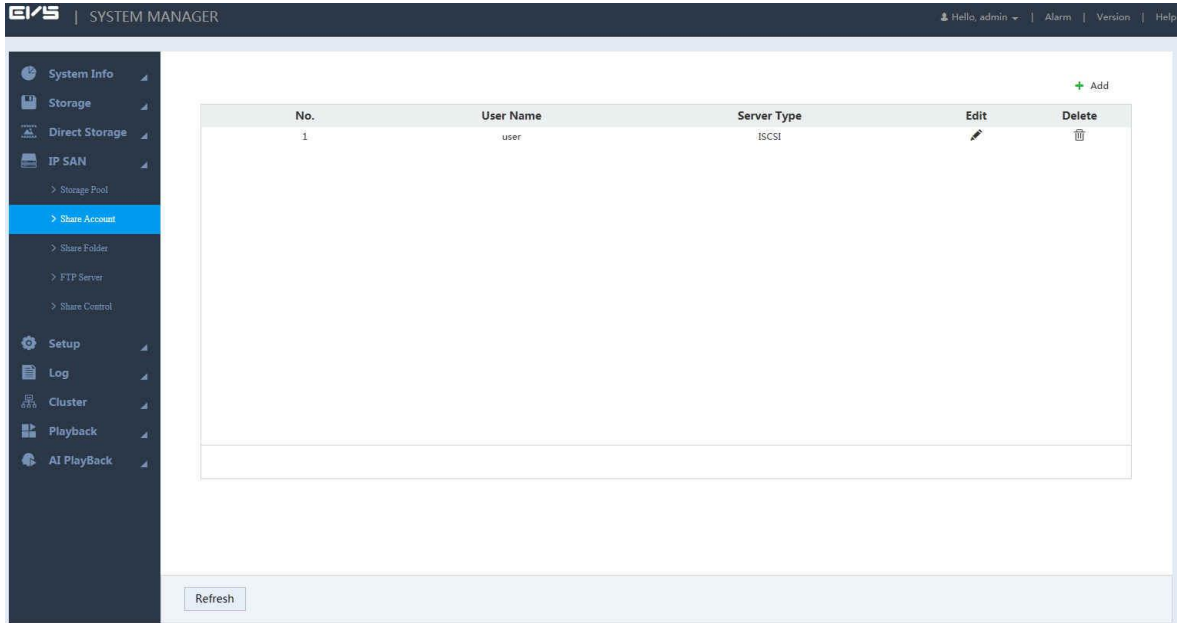 EVS | SYSTEM MANAGER
Hello, admin | Alarm | Version | Help
System Info
Storage
Direct Storage
IP SAN
> Storage Pool
> Share Account
> Share Folder
> FTP Server
> Share Control
Setup
Log
Cluster
Playback
AI PlayBack
+ Add
No. User Name Server Type Edit Delete
1 user ISCSI
Refresh